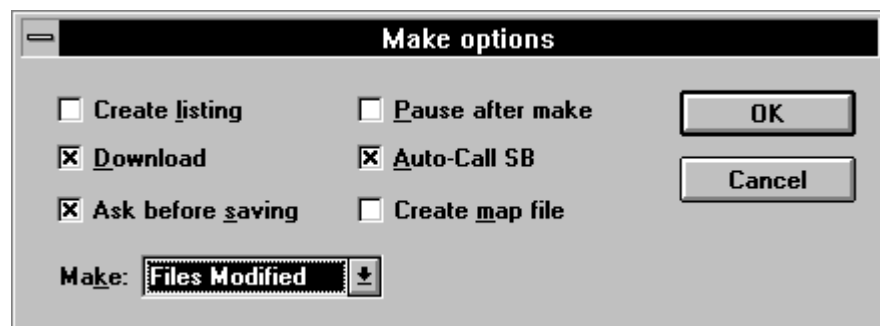 Make options
Create listing Pause after make OK
Download Auto-Call SB
Cancel
Ask before saving Create map file
Make: Files Modified